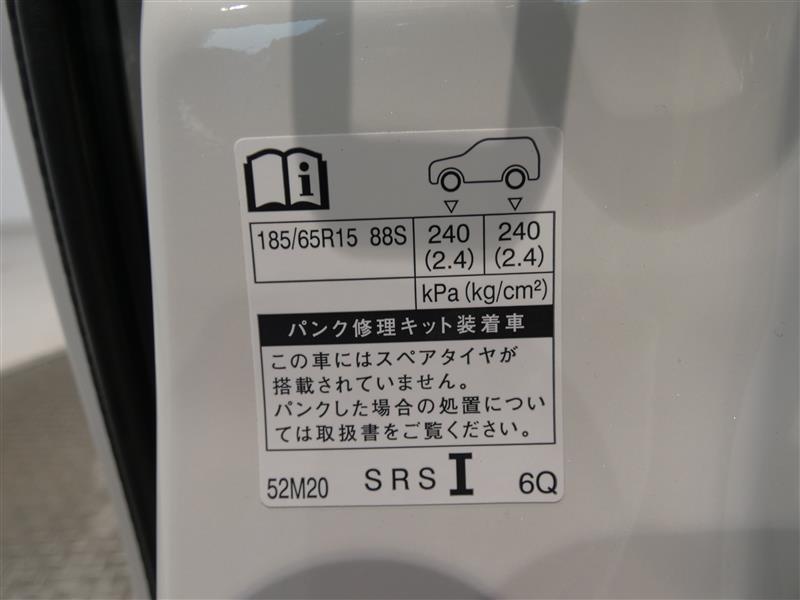 i
185/65R15 88S 240 240
(2.4) (2.4)
kPa(kg/cm²)
パンク修理キット装着車
この車にはスペアタイヤが
搭載されていません。
パンクした場合の処置につい
ては取扱書をご覧ください。
52M20 SRS I 6Q